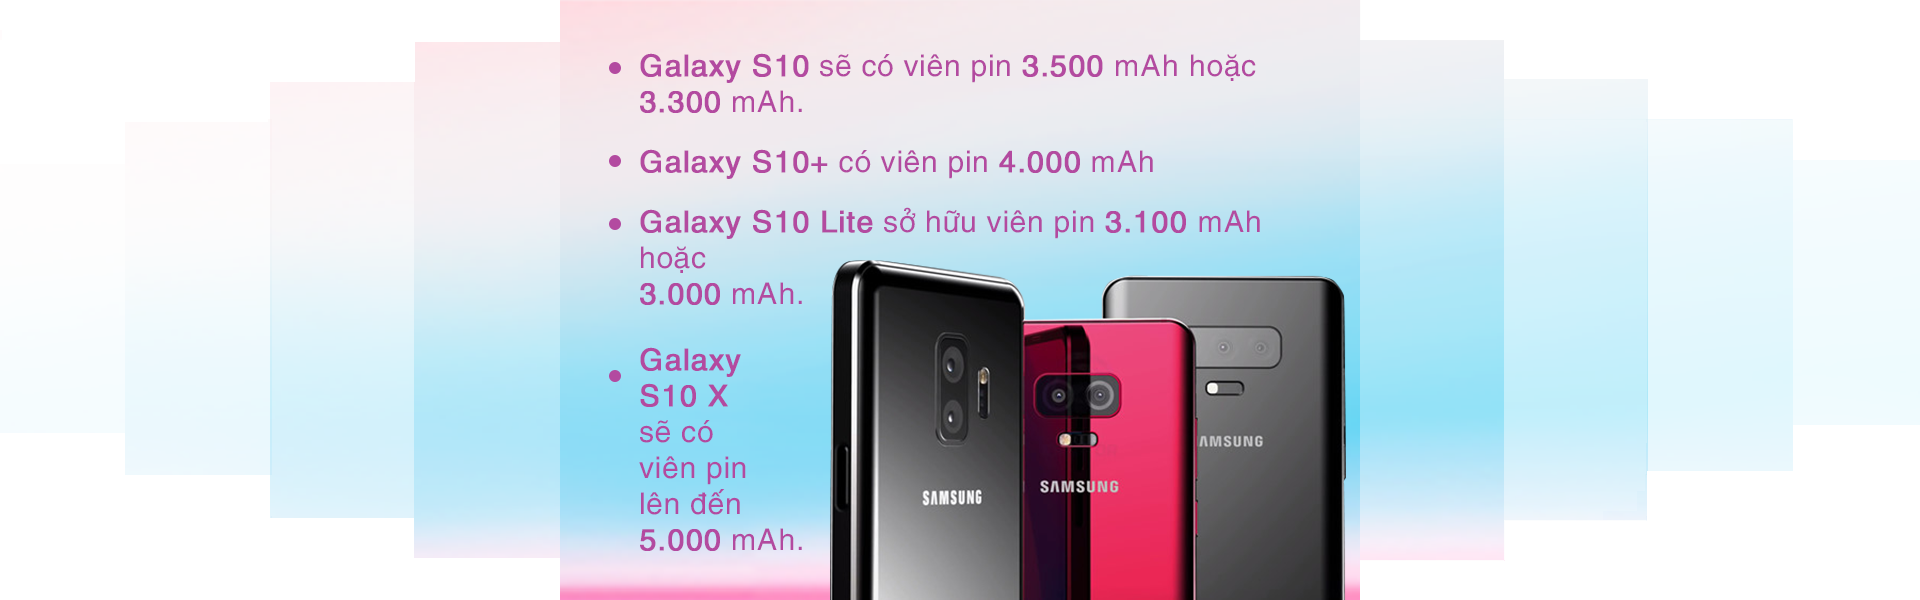 Galaxy S10 sẽ có viên pin 3.500 mAh hoặc
3.300 mAh.
Galaxy S10+ có viên pin 4.000 mAh
Galaxy S10 Lite sở hữu viên pin 3.100 mAh
hoặc
3.000 mAh.
Galaxy
S10 X
sẽ có
viên pin
lên đến
5.000 mAh.
SAMSUNG
SAMSUNG
AMSUNG